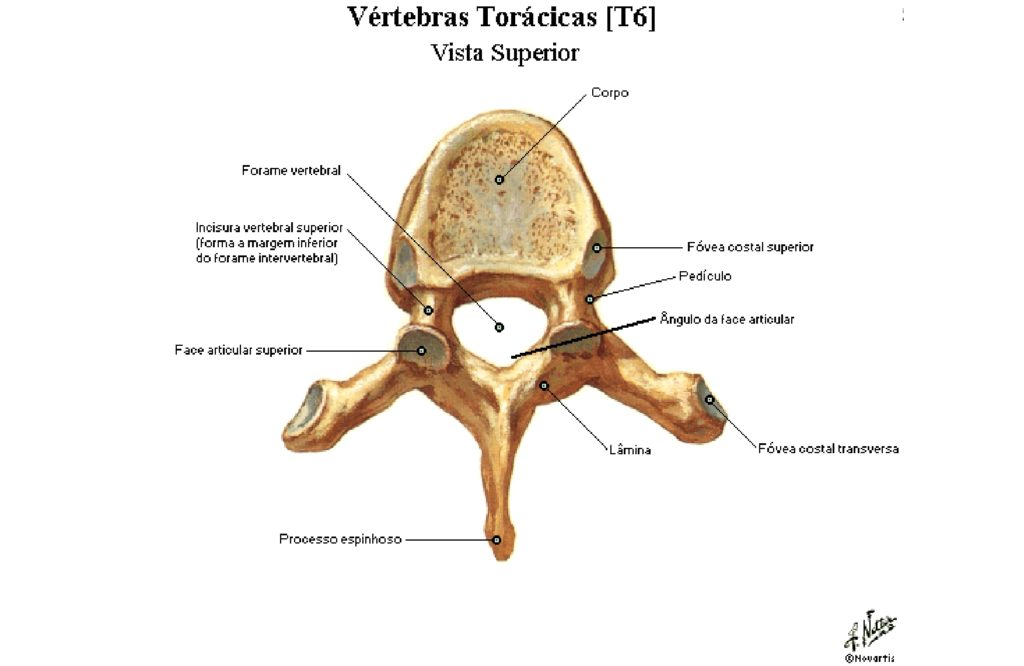 Vértebras Torácicas [T6]
Vista Superior
Corpo
Forame vertebral
Incisura vertebral superior
(forma a margem inferior
do forame intervertebral)
Fóvea costal superior
Pedículo
Ângulo da face articular
Face articular superior
Lâmina
Fóvea costal transversa
Processo espinhoso
©Novartis